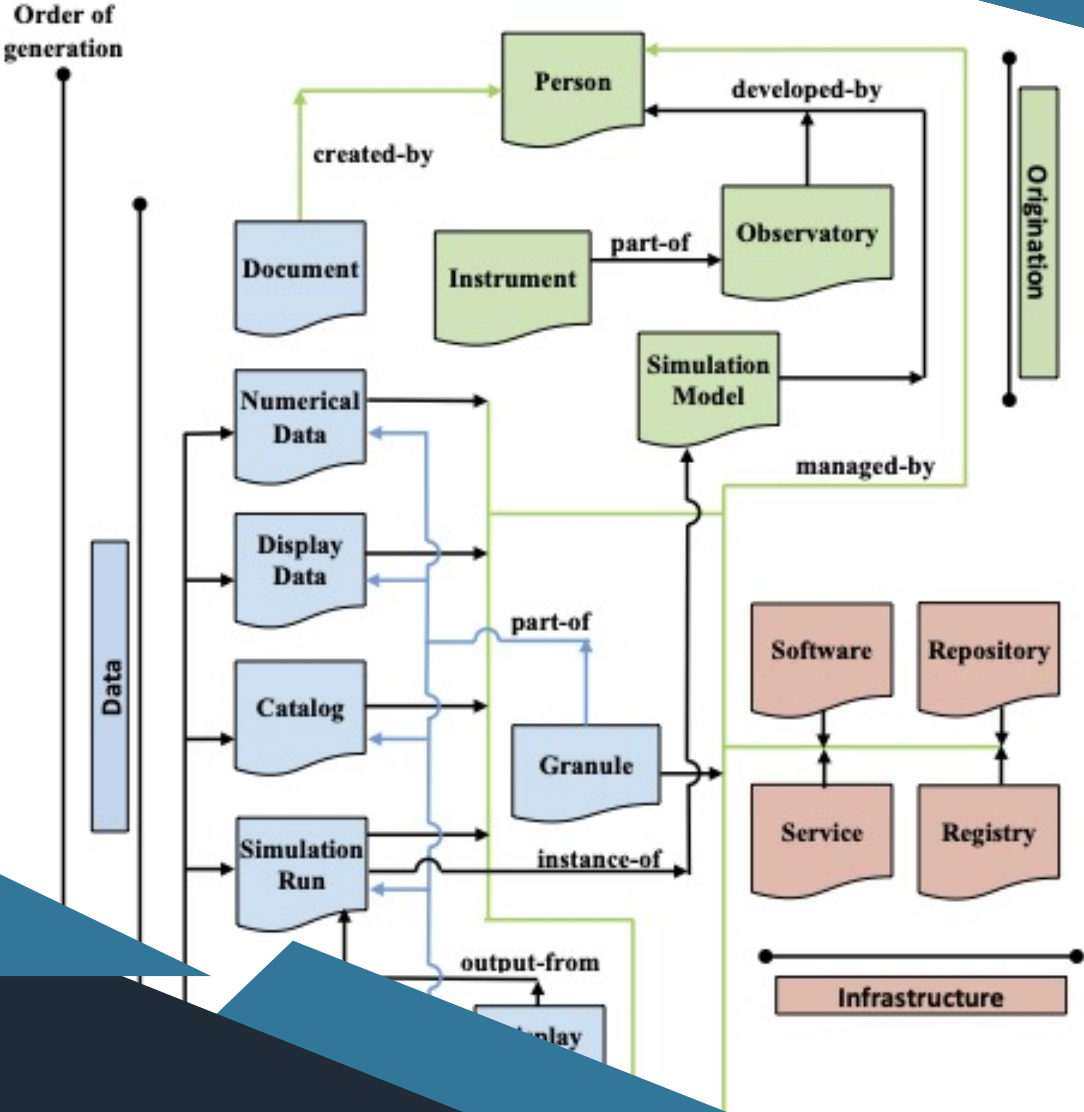 Order of
generation
Person
developed-by
created-by
Origination
Observatory
part-of
Document
Instrument
Simulation
Model
Numerical
Data
managed-by
Display
Data
part-of
Software
Repository
Data
Catalog
Granule
Service
Registry
Simulation
Run
instance-of
output-from
Infrastructure